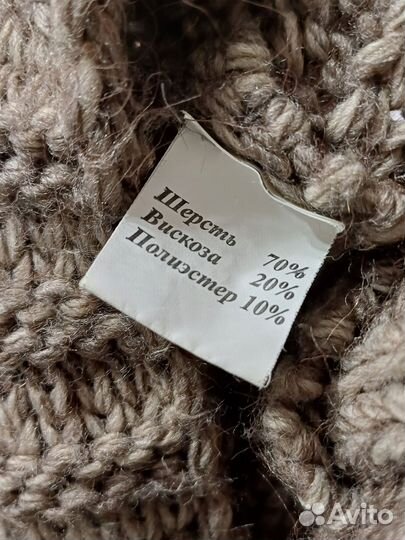 Шерсть 70%
Вискоза 20%
Полиэстер 10%
Avito